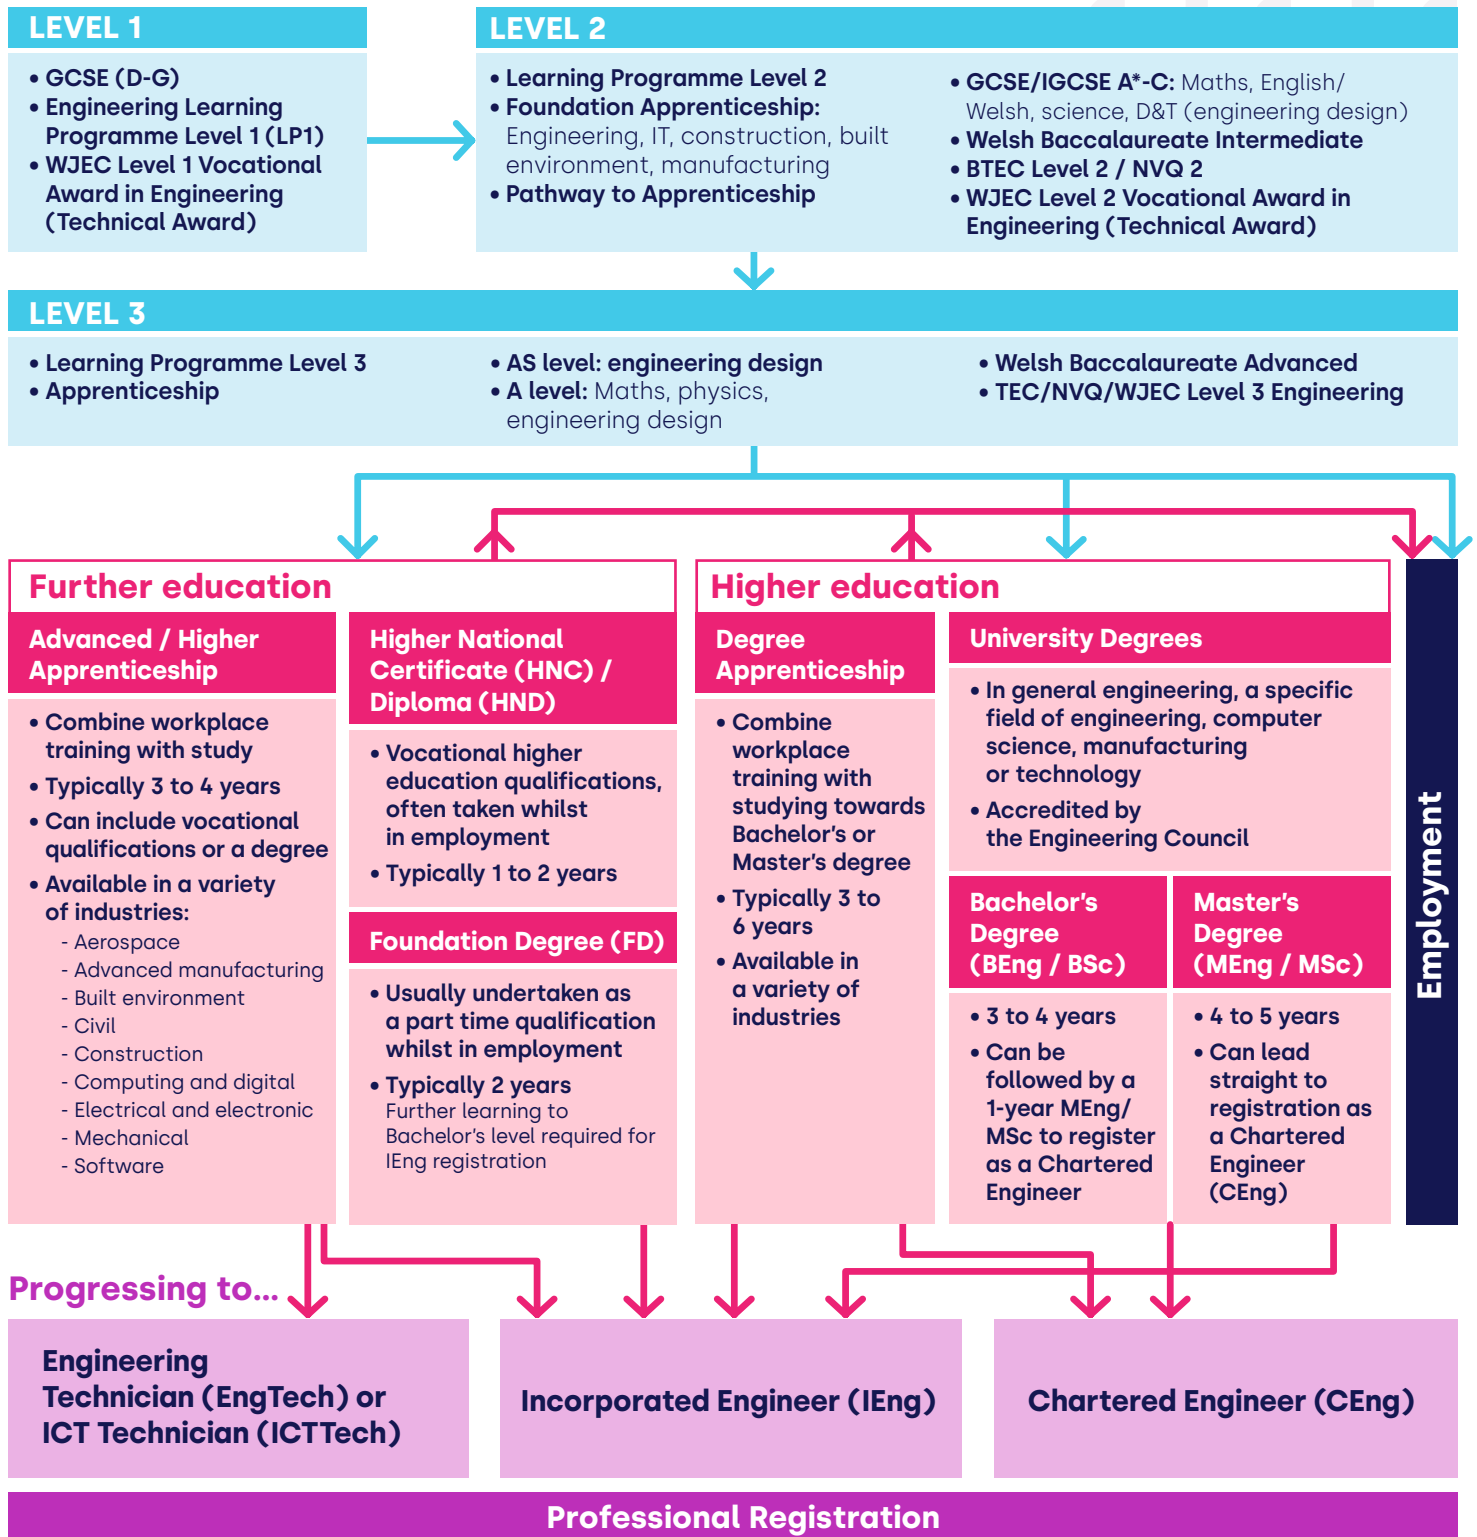 LEVEL 1
• GCSE (D-G)
• Engineering Learning
Programme Level 1 (LP1)
• WJEC Level 1 Vocational
Award in Engineering
(Technical Award)
LEVEL 2
• Learning Programme Level 2
• Foundation Apprenticeship:
Engineering, IT, construction, built
environment, manufacturing
• Pathway to Apprenticeship
• GCSE/IGCSE A*-C: Maths, English/
Welsh, science, D&T (engineering design)
• Welsh Baccalaureate Intermediate
• BTEC Level 2 / NVQ 2
• WJEC Level 2 Vocational Award in
Engineering (Technical Award)
LEVEL 3
• Learning Programme Level 3
• Apprenticeship
• AS level: engineering design
• A level: Maths, physics,
engineering design
• Welsh Baccalaureate Advanced
• TEC/NVQ/WJEC Level 3 Engineering
Further education
Advanced / Higher
Apprenticeship
• Combine workplace
training with study
• Typically 3 to 4 years
• Can include vocational
qualifications or a degree
• Available in a variety
of industries:
- Aerospace
- Advanced manufacturing
- Built environment
- Civil
- Construction
- Computing and digital
- Electrical and electronic
- Mechanical
- Software
Higher National
Certificate (HNC) /
Diploma (HND)
• Vocational higher
education qualifications,
often taken whilst
in employment
• Typically 1 to 2 years
Foundation Degree (FD)
• Usually undertaken as
a part time qualification
whilst in employment
• Typically 2 years
Further learning to
Bachelor's level required for
IEng registration
Higher education
Degree
Apprenticeship
• Combine
workplace
training with
studying towards
Bachelor's or
Master's degree
• Typically 3 to
6 years
• Available in
a variety of
industries
University Degrees
• In general engineering, a specific
field of engineering, computer
science, manufacturing
or technology
• Accredited by
the Engineering Council
Bachelor's
Degree
(BEng / BSc)
• 3 to 4 years
• Can be
followed by a
1-year MEng/
MSc to register
as a Chartered
Engineer
Master's
Degree
(MEng / MSc)
• 4 to 5 years
• Can lead
straight to
registration as
a Chartered
Engineer
(CEng)
Employment
Progressing to...
Engineering
Technician (EngTech) or
ICT Technician (ICTTech)
Incorporated Engineer (IEng)
Chartered Engineer (CEng)
Professional Registration